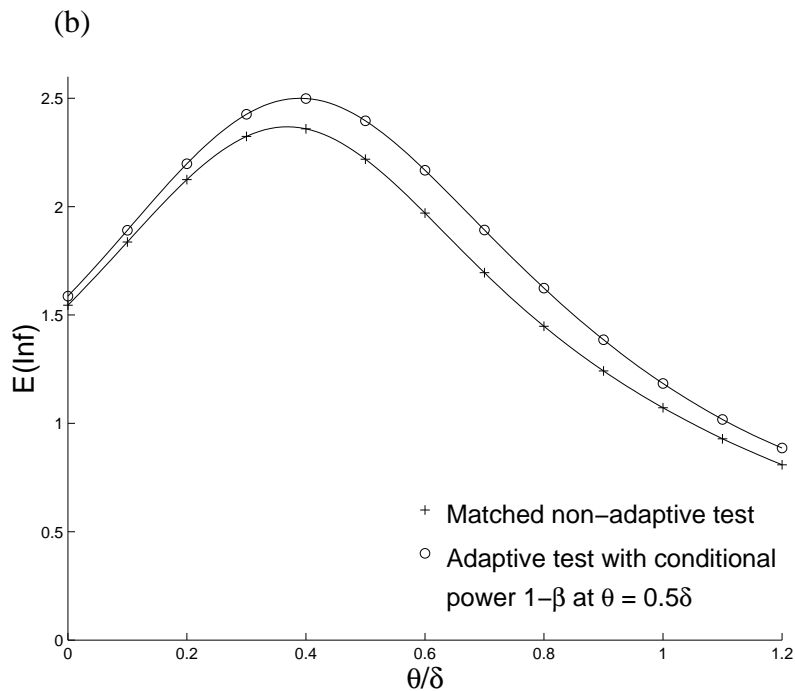 (b)
2.5
2
1.5
1
0.5
0
E(Inf)
+ Matched non−adaptive test
○ Adaptive test with conditional
power 1−β at θ = 0.5δ
0 0.2 0.4 0.6 0.8 1 1.2
θ/δ